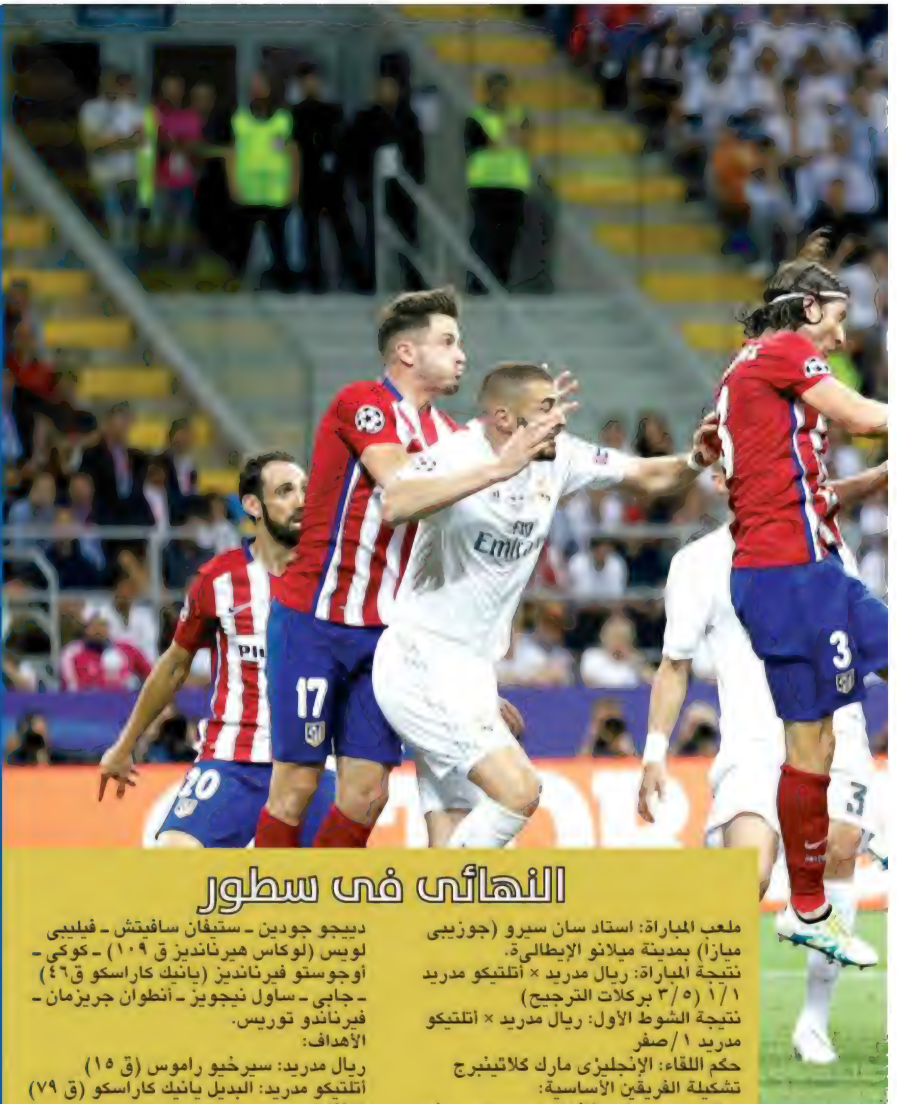 Fly
Emirates
17
20
3
النهائى فى سطور
ملعب المباراة: استاد سان سيرو (جوزيبى
ميازا) بمدينة ميلانو الإيطالىة.
نتيجة المباراة: ريال مدريد × أتلتيكو مدريد
١/١ (٣/٥ بركلات الترجيح)
نتيجة الشوط الأول: ريال مدريد × أتلتيكو
مدريد ١/صفر
حكم اللقاء: الإنجليزى مارك كلاتينبرج
تشكيلة الفريقين الأساسية:
دييجو جودين ـ ستيفان سافيتش ـ فيليبى
لويس (لوكاس هيرنانديز ق ١٠٩) ـ كوكى ـ
أوجوستو فيرنانديز (يانيك كاراسكو ق٤٦)
ـ جابى ـ ساول نيجويز ـ أنطوان جريزمان ـ
فيرناندو توريس.
الأهداف:
ريال مدريد: سيرخيو راموس (ق ١٥)
أتلتيكو مدريد: البديل يانيك كاراسكو (ق ٧٩)